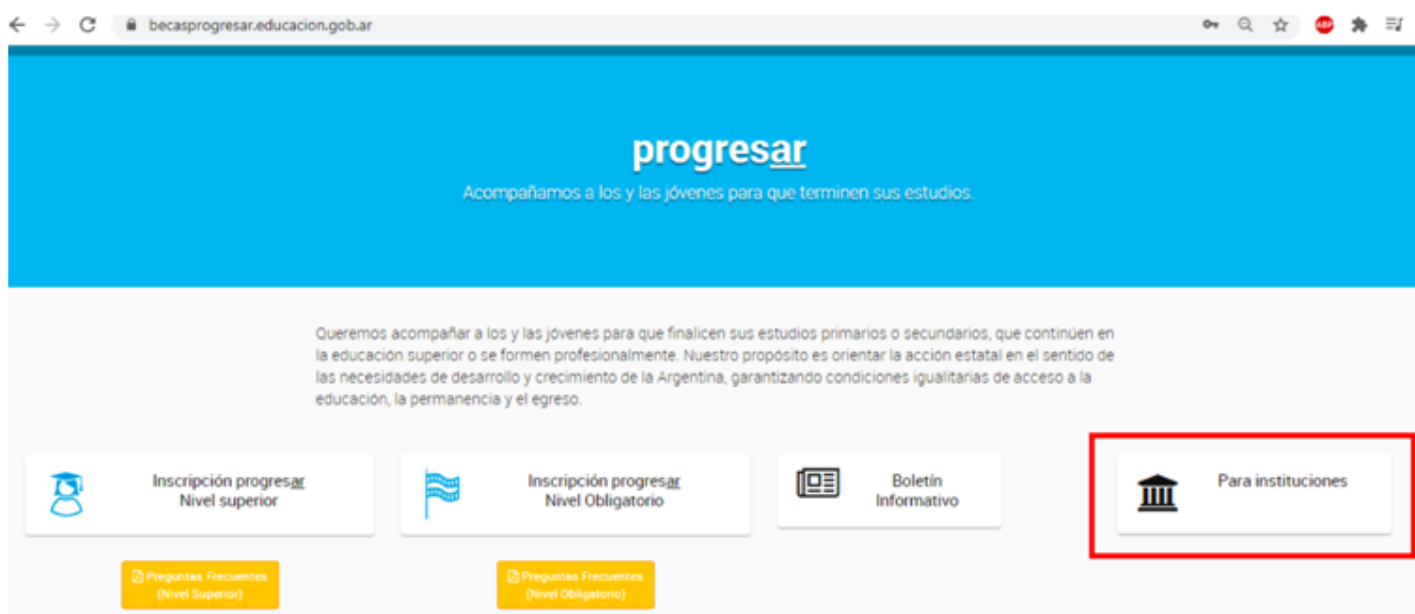 becasprogresar.educacion.gob.ar
ABP
progresar
Acompañamos a los y las jóvenes para que terminen sus estudios.
Queremos acompañar a los y las jóvenes para que finalicen sus estudios primarios o secundarios, que continúen en
la educación superior o se formen profesionalmente. Nuestro propósito es orientar la acción estatal en el sentido de
las necesidades de desarrollo y crecimiento de la Argentina, garantizando condiciones igualitarias de acceso a la
educación, la permanencia y el egreso.
Inscripción progresar
Nivel superior
Inscripción progresar
Nivel Obligatorio
Boletín
Informativo
Para instituciones
Preguntas Frecuentes
(Nivel Superior)
Preguntas Frecuentes
(Nivel Obligatorio)